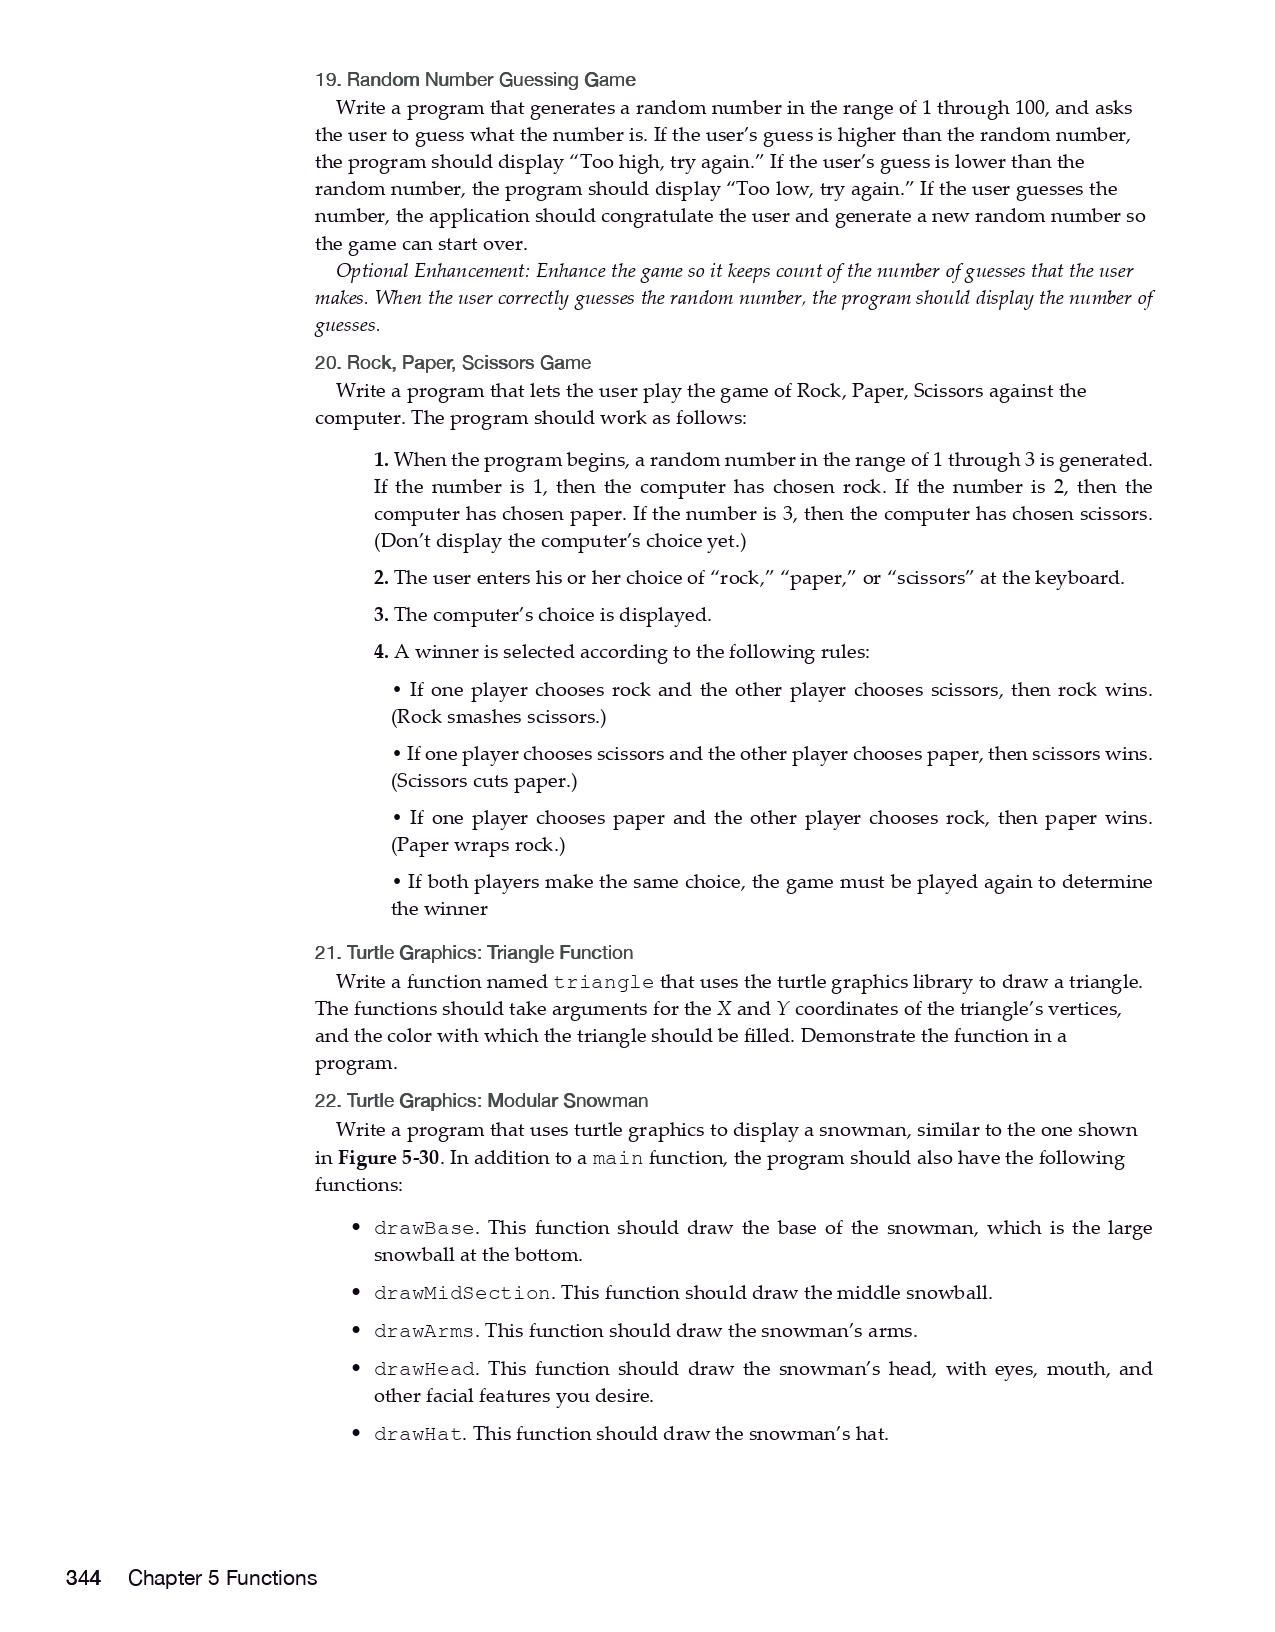 19. Random Number Guessing Game
Write a program that generates a random number in the range of 1 through 100, and asks
the user to guess what the number is. If the user’s guess is higher than the random number,
the program should display “Too high, try again.” If the user’s guess is lower than the
random number, the program should display “Too low, try again.” If the user guesses the
number, the application should congratulate the user and generate a new random number so
the game can start over.
Optional Enhancement: Enhance the game so it keeps count of the number of guesses that the user
makes. When the user correctly guesses the random number, the program should display the number of
guesses.
20. Rock, Paper, Scissors Game
Write a program that lets the user play the game of Rock, Paper, Scissors against the
computer. The program should work as follows:
1. When the program begins, a random number in the range of 1 through 3 is generated.
If the number is 1, then the computer has chosen rock. If the number is 2, then the
computer has chosen paper. If the number is 3, then the computer has chosen scissors.
(Don’t display the computer’s choice yet.)
2. The user enters his or her choice of “rock,” “paper,” or “scissors” at the keyboard.
3. The computer’s choice is displayed.
4. A winner is selected according to the following rules:
• If one player chooses rock and the other player chooses scissors, then rock wins.
(Rock smashes scissors.)
• If one player chooses scissors and the other player chooses paper, then scissors wins.
(Scissors cuts paper.)
• If one player chooses paper and the other player chooses rock, then paper wins.
(Paper wraps rock.)
• If both players make the same choice, the game must be played again to determine
the winner
21. Turtle Graphics: Triangle Function
Write a function named triangle that uses the turtle graphics library to draw a triangle.
The functions should take arguments for the X and Y coordinates of the triangle’s vertices,
and the color with which the triangle should be filled. Demonstrate the function in a
program.
22. Turtle Graphics: Modular Snowman
Write a program that uses turtle graphics to display a snowman, similar to the one shown
in Figure 5-30. In addition to a main function, the program should also have the following
functions:
• drawBase. This function should draw the base of the snowman, which is the large
snowball at the bottom.
• drawMidSection. This function should draw the middle snowball.
• drawArms. This function should draw the snowman’s arms.
• drawHead. This function should draw the snowman’s head, with eyes, mouth, and
other facial features you desire.
• drawHat. This function should draw the snowman’s hat.
344 Chapter 5 Functions